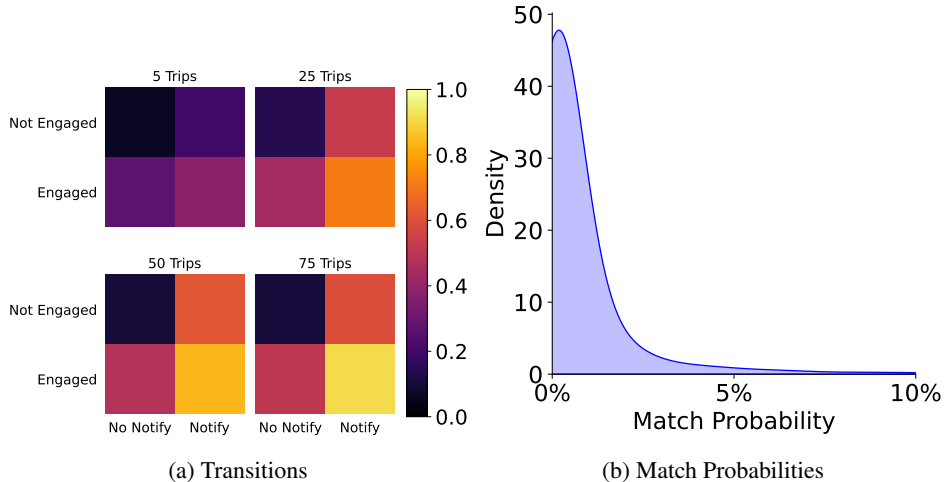 5 Trips
25 Trips
Not Engaged
Engaged
50 Trips
75 Trips
Not Engaged
Engaged
No Notify
Notify
No Notify
Notify
1.0
0.8
0.6
0.4
0.2
0.0
(a) Transitions
50
40
30
20
10
0
Density
0%
5%
10%
Match Probability
(b) Match Probabilities